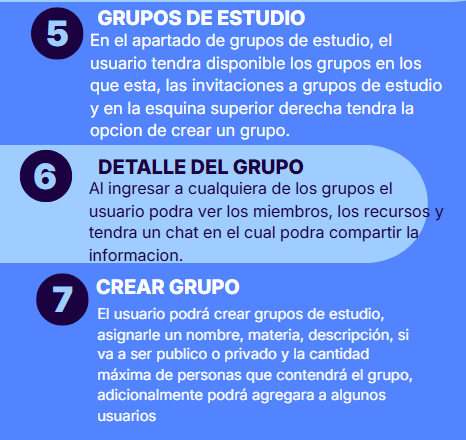 5 GRUPOS DE ESTUDIO
En el apartado de grupos de estudio, el
usuario tendra disponible los grupos en los
que esta, las invitaciones a grupos de estudio
y en la esquina superior derecha tendra la
opcion de crear un grupo.
6 DETALLE DEL GRUPO
Al ingresar a cualquiera de los grupos el
usuario podra ver los miembros, los recursos y
tendra un chat en el cual podra compartir la
informacion.
7 CREAR GRUPO
El usuario podrá crear grupos de estudio,
asignarle un nombre, materia, descripción, si
va a ser publico o privado y la cantidad
máxima de personas que contendrá el grupo,
adicionalmente podrá agregara a algunos
usuarios